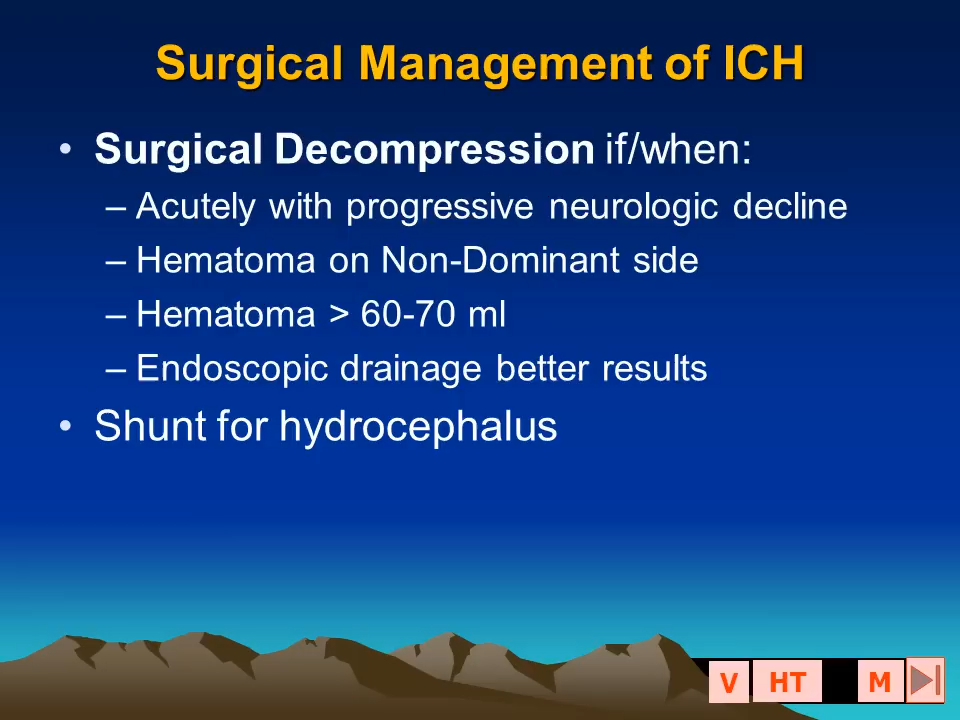 Surgical Management of ICH
• Surgical Decompression if/when:
– Acutely with progressive neurologic decline
– Hematoma on Non-Dominant side
– Hematoma > 60-70 ml
– Endoscopic drainage better results
• Shunt for hydrocephalus
V HT M